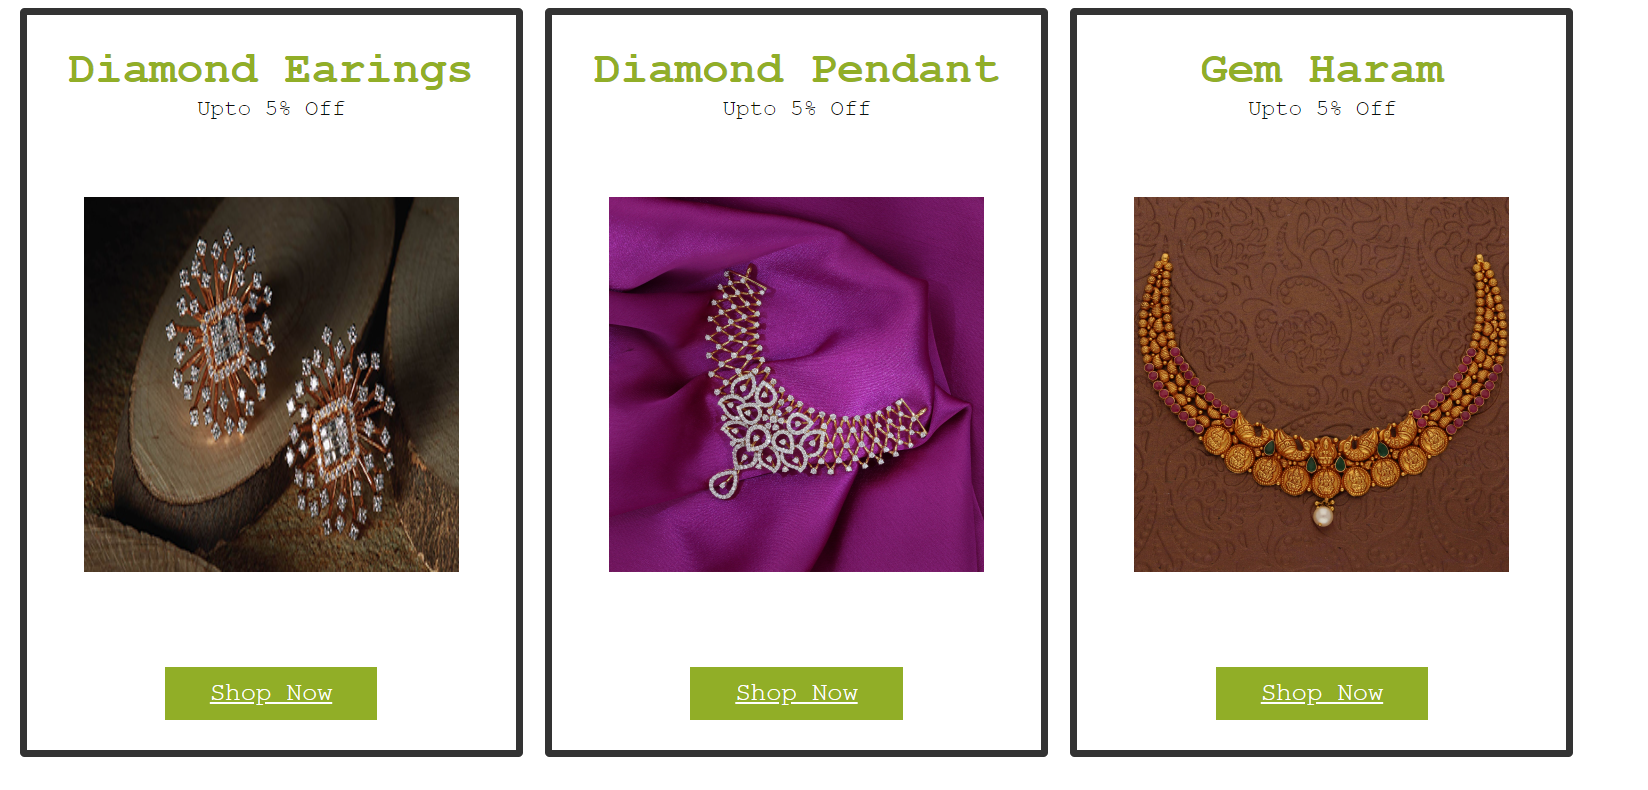 Diamond Earings
Upto 5% Off
Shop Now
Diamond Pendant
Upto 5% Off
Shop Now
Gem Haram
Upto 5% Off
Shop Now